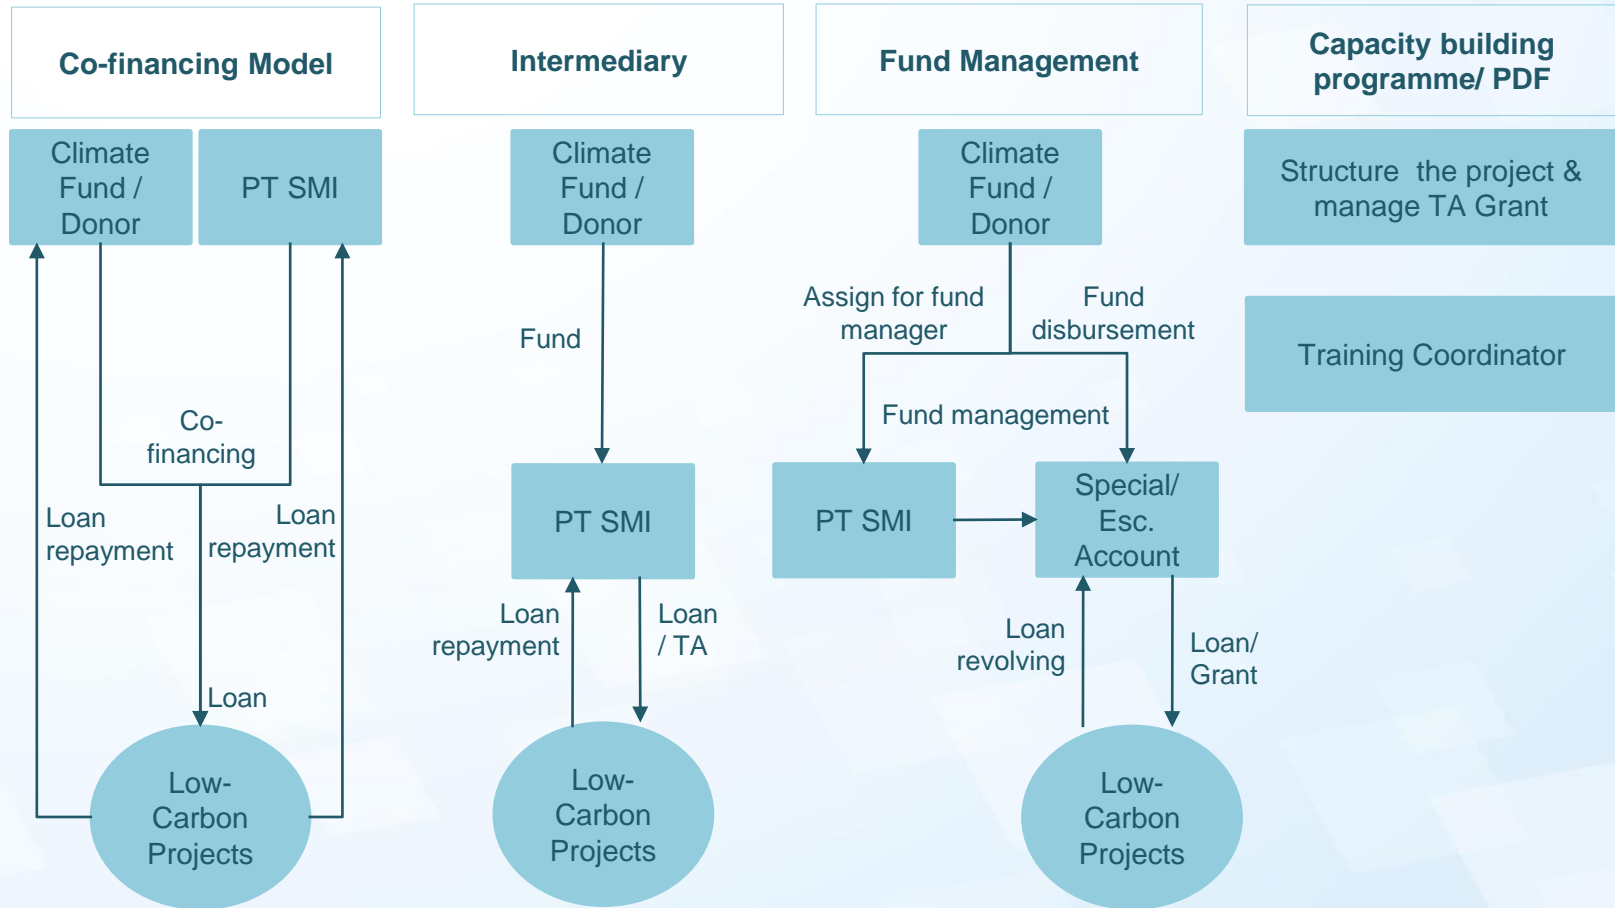 Co-financing Model
Climate
Fund /
Donor
PT SMI
Co-
financing
Loan
repayment
Loan
repayment
Loan
Low-
Carbon
Projects
Intermediary
Climate
Fund /
Donor
Fund
PT SMI
Loan
repayment
Loan
/ TA
Low-
Carbon
Projects
Fund Management
Climate
Fund /
Donor
Assign for fund
manager
Fund
disbursement
Fund management
PT SMI
Special/
Esc.
Account
Loan
revolving
Loan/
Grant
Low-
Carbon
Projects
Capacity building
programme/ PDF
Structure the project &
manage TA Grant
Training Coordinator